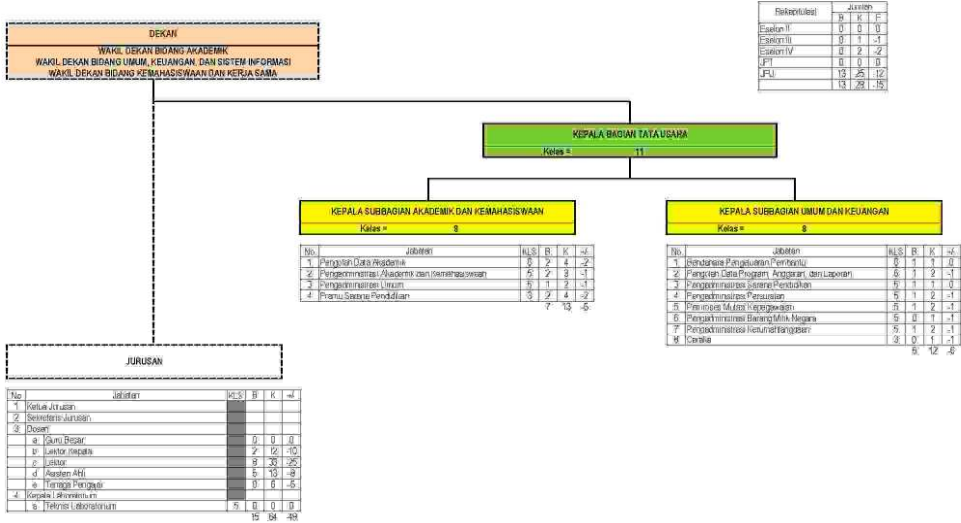 DEKAN
WAKIL DEKAN BIDANG AKADEMIK
WAKIL DEKAN BIDANG UMUM, KEUANGAN, DAN SISTEM INFORMASI
WAKIL DEKAN BIDANG KEMAHASISWAAN DAN KERJA SAMA
Rekapitulasi Jumlah
B K F
Eselon II 0 0 0
Eselon III 0 1 -1
Eselon IV 0 2 -2
JFT 0 0 0
JFU 13 25 -12
13 28 -15
KEPALA BAGIAN TATA USAHA
Kelas = 11
KEPALA SUBBAGIAN AKADEMIK DAN KEMAHASISWAAN
Kelas = 8
No. Jabatan KLS B K +/-
1 Pengolah Data Akademik 6 2 4 -2
2 Pengadministrasi Akademik dan Kemahasiswaan 5 2 3 -1
3 Pengadministrasi Umum 5 1 2 -1
4 Pramu Sarana Pendidikan 3 2 4 -2
7 13 -6
KEPALA SUBBAGIAN UMUM DAN KEUANGAN
Kelas = 8
No. Jabatan KLS B K +/-
1 Bendahara Pengeluaran Pembantu 1 1 0
2 Pengolah Data Program, Anggaran, dan Laporan 6 1 2 -1
3 Pengadministrasi Sarana Pendidikan 5 1 1 0
4 Pengadministrasi Persuratan 5 1 2 -1
5 Pemroses Mutasi Kepegawaian 5 1 2 -1
6 Pengadministrasi Barang Milik Negara 5 0 1 -1
7 Pengadministrasi Kerumahtanggaan 5 1 2 -1
8 Caraka 3 0 1 -1
6 12 -6
JURUSAN
No Jabatan KLS B K +/-
1 Ketua Jurusan
2 Sekretaris Jurusan
3 Dosen
a Guru Besar 0 0 0
b Lektor Kepala 2 12 -10
c Lektor 8 33 -25
d Asisten Ahli 5 13 -8
e Tenaga Pengajar 0 6 -6
4 Kepala Laboratorium
a Teknisi Laboratorium 0 0 0
15 64 -49